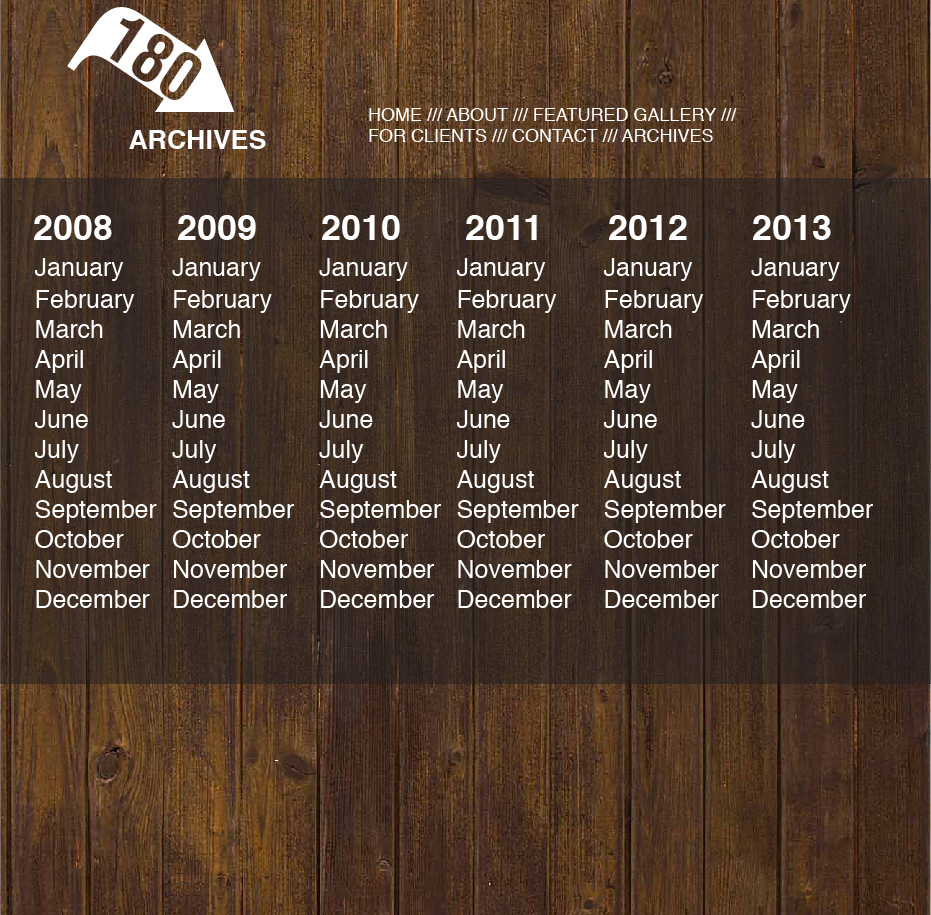 180
ARCHIVES
HOME /// ABOUT /// FEATURED GALLERY ///
FOR CLIENTS /// CONTACT /// ARCHIVES
2008 2009 2010 2011 2012 2013
January January January January January January
February February February February February February
March March March March March March
April April April April April April
May May May May May May
June June June June June June
July July July July July July
August August August August August August
September September September September September September
October October October October October October
November November November November November November
December December December December December December